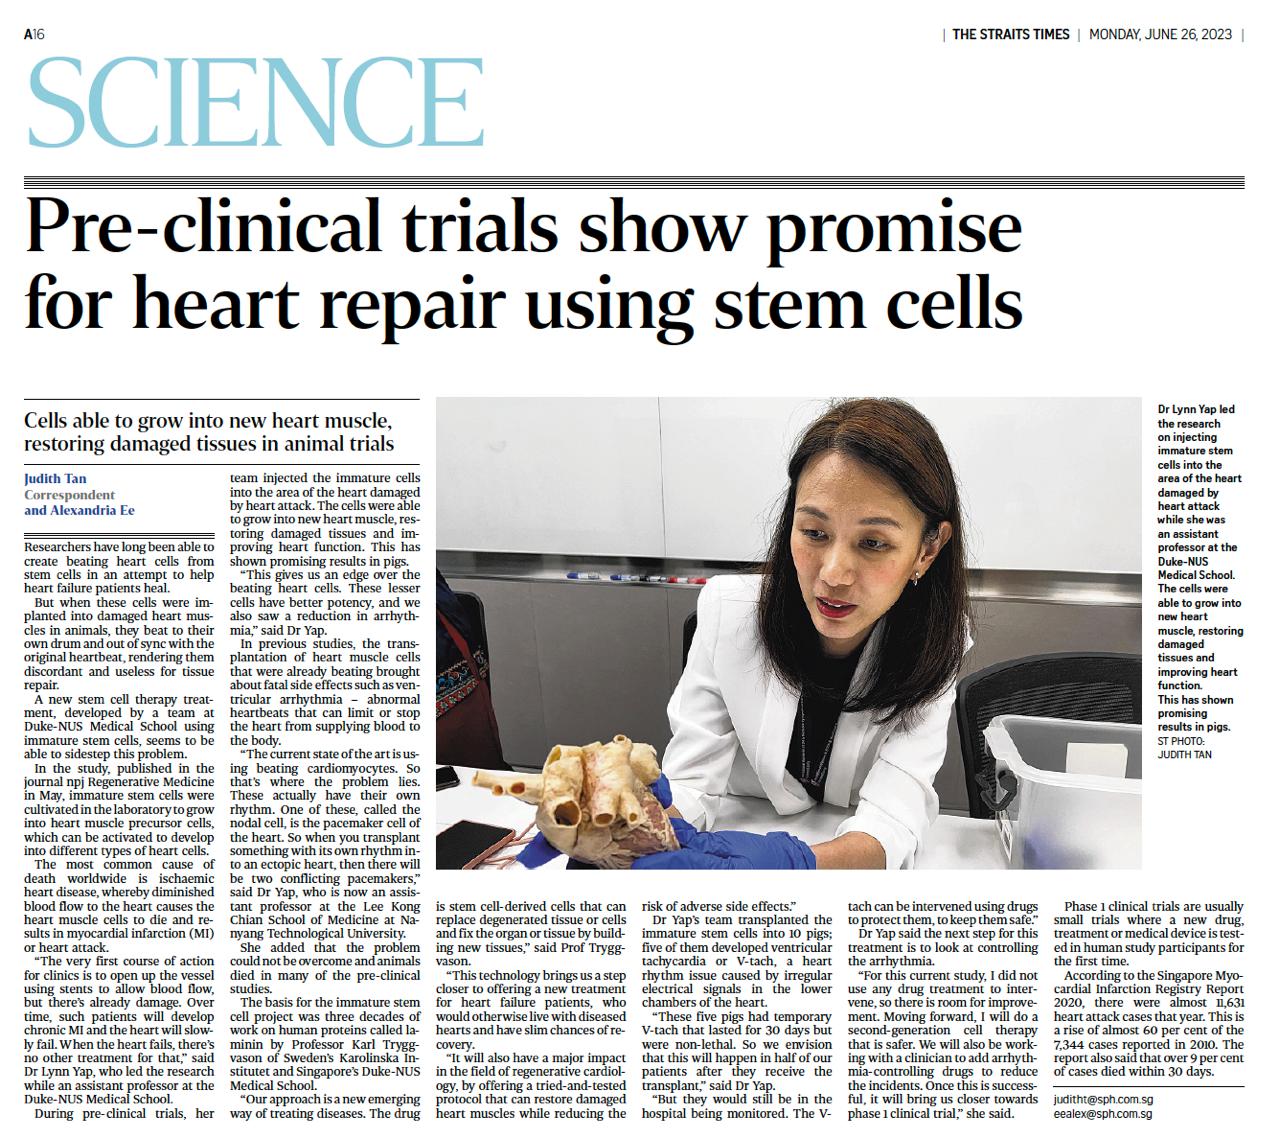 A16
| THE STRAITS TIMES | MONDAY, JUNE 26, 2023 |
SCIENCE
Pre-clinical trials show promise
for heart repair using stem cells
Cells able to grow into new heart muscle,
restoring damaged tissues in animal trials
Judith Tan
Correspondent
and Alexandria Ee
Researchers have long been able to
create beating heart cells from
stem cells in an attempt to help
heart failure patients heal.
But when these cells were im-
planted into damaged heart mus-
cles in animals, they beat to their
own drum and out of sync with the
original heartbeat, rendering them
discordant and useless for tissue
repair.
A new stem cell therapy treat-
ment, developed by a team at
Duke-NUS Medical School using
immature stem cells, seems to be
able to sidestep this problem.
In the study, published in the
journal npj Regenerative Medicine
in May, immature stem cells were
cultivated in the laboratory to grow
into heart muscle precursor cells,
which can be activated to develop
into different types of heart cells.
The most common cause of
death worldwide is ischaemic
heart disease, whereby diminished
blood flow to the heart causes the
heart muscle cells to die and re-
sults in myocardial infarction (MI)
or heart attack.
“The very first course of action
for clinics is to open up the vessel
using stents to allow blood flow,
but there’s already damage. Over
time, such patients will develop
chronic MI and the heart will slow-
ly fail. When the heart fails, there’s
no other treatment for that,” said
Dr Lynn Yap, who led the research
while an assistant professor at the
Duke-NUS Medical School.
During pre-clinical trials, her
team injected the immature cells
into the area of the heart damaged
by heart attack. The cells were able
to grow into new heart muscle, res-
toring damaged tissues and im-
proving heart function. This has
shown promising results in pigs.
“This gives us an edge over the
beating heart cells. These lesser
cells have better potency, and we
also saw a reduction in arrhyth-
mia,” said Dr Yap.
In previous studies, the trans-
plantation of heart muscle cells
that were already beating brought
about fatal side effects such as ven-
tricular arrhythmia – abnormal
heartbeats that can limit or stop
the heart from supplying blood to
the body.
“The current state of the art is us-
ing beating cardiomyocytes. So
that’s where the problem lies.
These actually have their own
rhythm. One of these, called the
nodal cell, is the pacemaker cell of
the heart. So when you transplant
something with its own rhythm in-
to an ectopic heart, then there will
be two conflicting pacemakers,”
said Dr Yap, who is now an assis-
tant professor at the Lee Kong
Chian School of Medicine at Na-
nyang Technological University.
She added that the problem
could not be overcome and animals
died in many of the pre-clinical
studies.
The basis for the immature stem
cell project was three decades of
work on human proteins called la-
minin by Professor Karl Trygg-
vason of Sweden’s Karolinska In-
stitutet and Singapore’s Duke-NUS
Medical School.
“Our approach is a new emerging
way of treating diseases. The drug
is stem cell-derived cells that can
replace degenerated tissue or cells
and fix the organ or tissue by build-
ing new tissues,” said Prof Trygg-
vason.
“This technology brings us a step
closer to offering a new treatment
for heart failure patients, who
would otherwise live with diseased
hearts and have slim chances of re-
covery.
“It will also have a major impact
in the field of regenerative cardiol-
ogy, by offering a tried-and-tested
protocol that can restore damaged
heart muscles while reducing the
risk of adverse side effects.”
Dr Yap’s team transplanted the
immature stem cells into 10 pigs;
five of them developed ventricular
tachycardia or V-tach, a heart
rhythm issue caused by irregular
electrical signals in the lower
chambers of the heart.
“These five pigs had temporary
V-tach that lasted for 30 days but
were non-lethal. So we envision
that this will happen in half of our
patients after they receive the
transplant,” said Dr Yap.
“But they would still be in the
hospital being monitored. The V-
tach can be intervened using drugs
to protect them, to keep them safe.”
Dr Yap said the next step for this
treatment is to look at controlling
the arrhythmia.
“For this current study, I did not
use any drug treatment to inter-
vene, so there is room for improve-
ment. Moving forward, I will do a
second-generation cell therapy
that is safer. We will also be work-
ing with a clinician to add arrhyth-
mia-controlling drugs to reduce
the incidents. Once this is success-
ful, it will bring us closer towards
phase 1 clinical trial,” she said.
Phase 1 clinical trials are usually
small trials where a new drug,
treatment or medical device is test-
ed in human study participants for
the first time.
According to the Singapore Myo-
cardial Infarction Registry Report
2020, there were almost 11,631
heart attack cases that year. This is
a rise of almost 60 per cent of the
7,344 cases reported in 2010. The
report also said that over 9 per cent
of cases died within 30 days.
juditht@sph.com.sg
eealex@sph.com.sg
Dr Lynn Yap led
the research
on injecting
immature stem
cells into the
area of the heart
damaged by
heart attack
while she was
an assistant
professor at the
Duke-NUS
Medical School.
The cells were
able to grow into
new heart
muscle, restoring
damaged
tissues and
improving heart
function.
This has shown
promising
results in pigs.
ST PHOTO:
JUDITH TAN